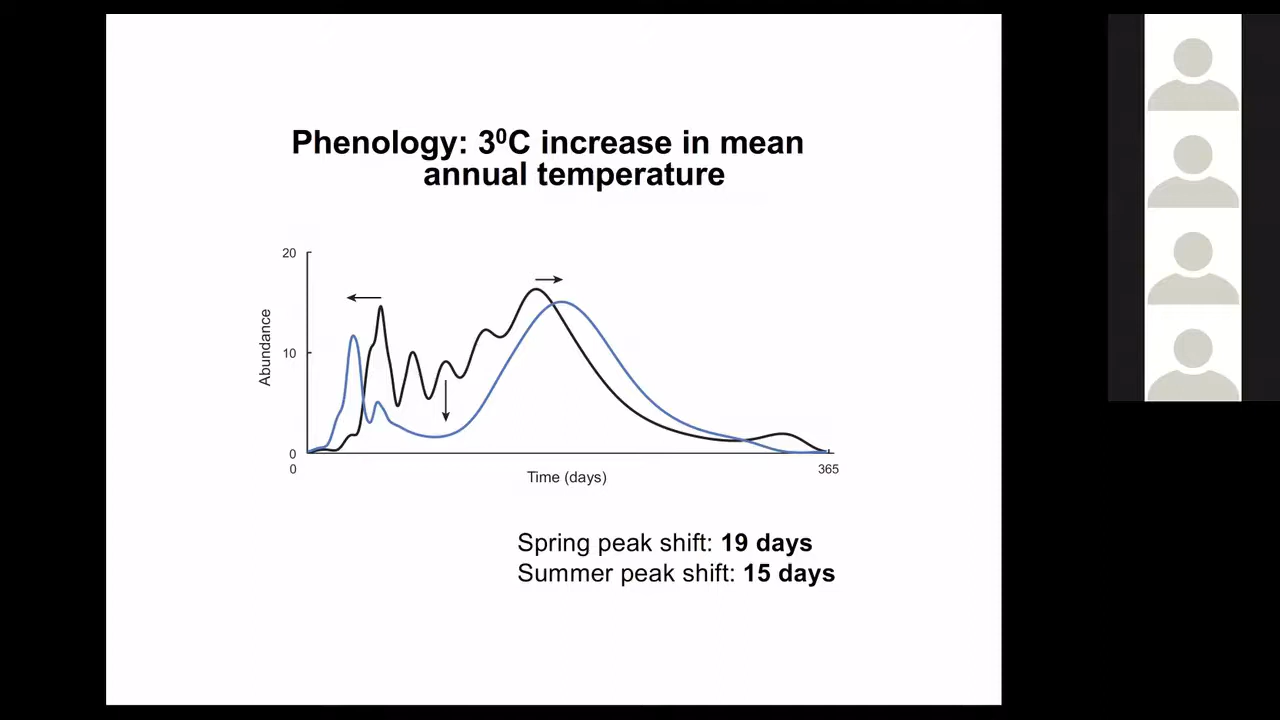 Phenology: 3⁰C increase in mean
annual temperature
20
10
0
Abundance
0
365
Time (days)
Spring peak shift: 19 days
Summer peak shift: 15 days